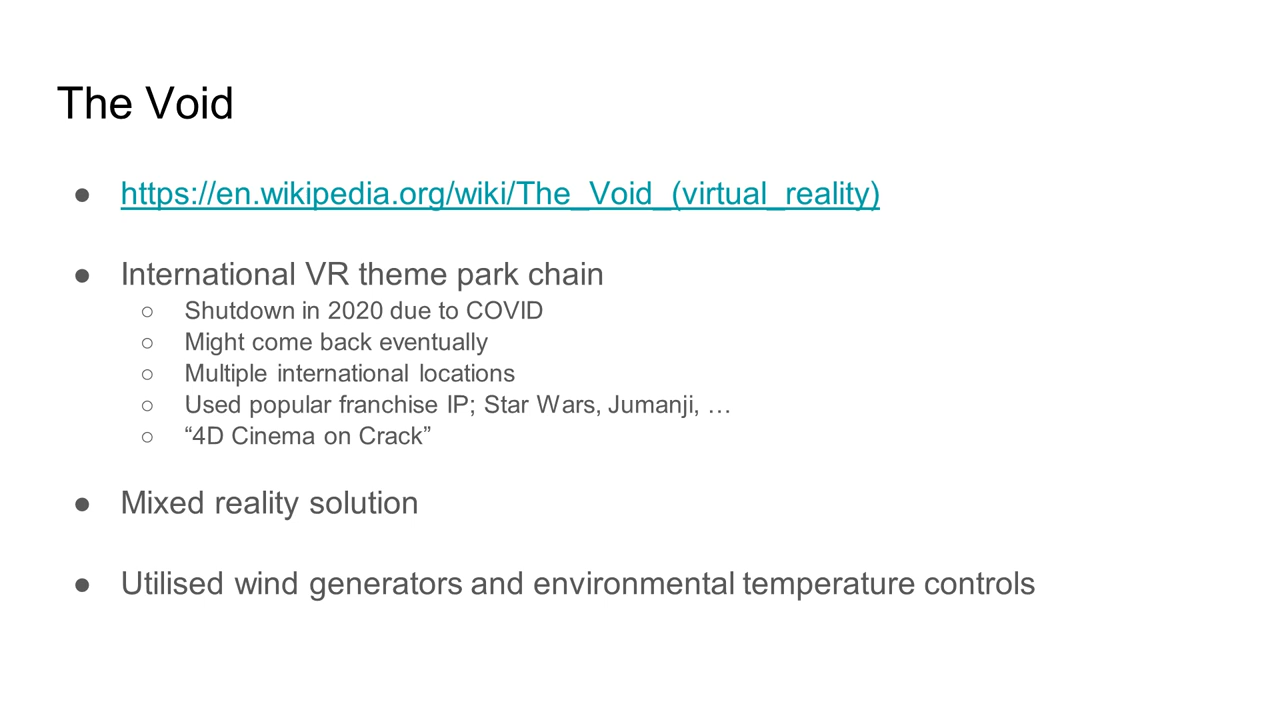 The Void
● https://en.wikipedia.org/wiki/The_Void_(virtual_reality)
● International VR theme park chain
○ Shutdown in 2020 due to COVID
○ Might come back eventually
○ Multiple international locations
○ Used popular franchise IP; Star Wars, Jumanji, …
○ “4D Cinema on Crack”
● Mixed reality solution
● Utilised wind generators and environmental temperature controls